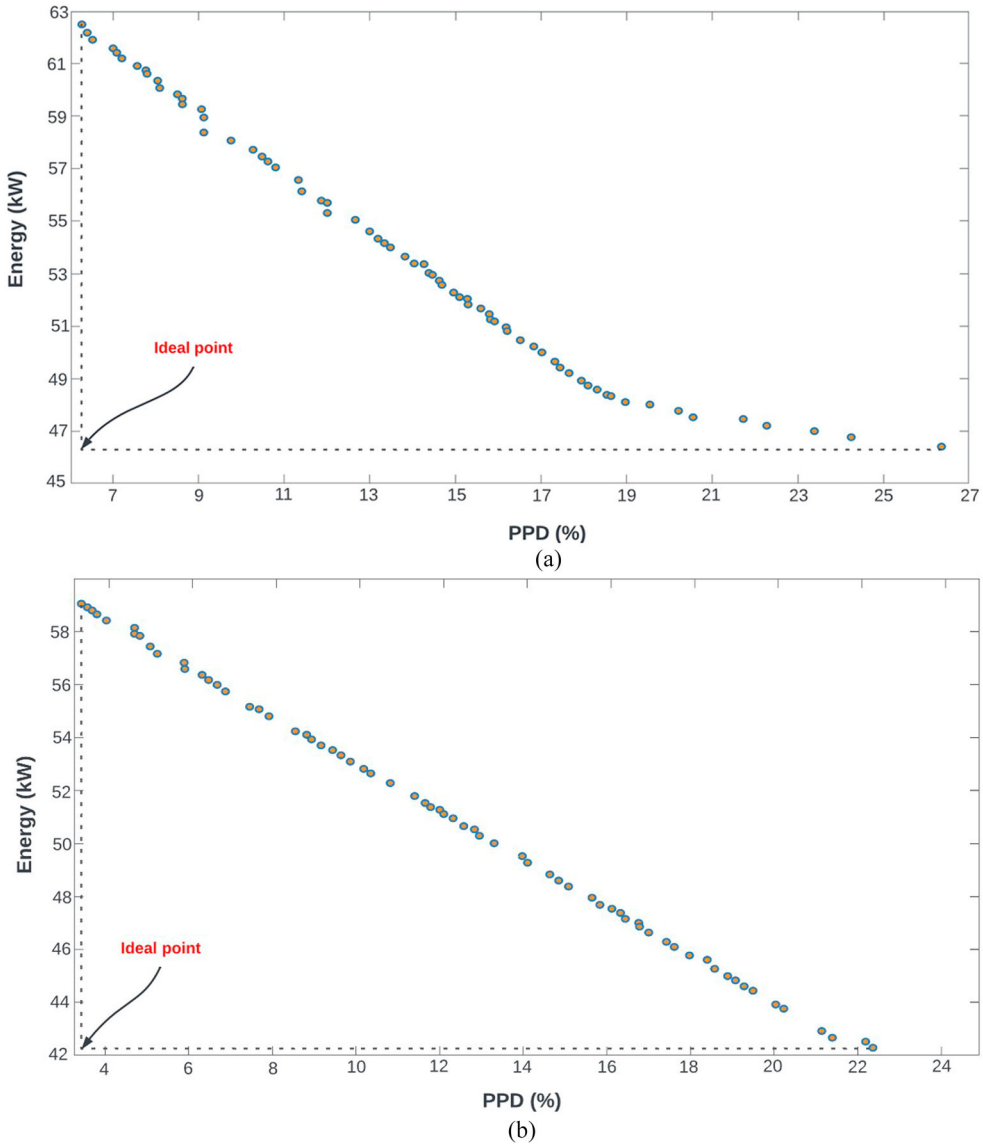 63
61
59
57
55
53
51
49
47
45
Energy (kW)
Ideal point
7 9 11 13 15 17 19 21 23 25 27
PPD (%)
(a)
58
56
54
52
50
48
46
44
42
Energy (kW)
Ideal point
4 6 8 10 12 14 16 18 20 22 24
PPD (%)
(b)